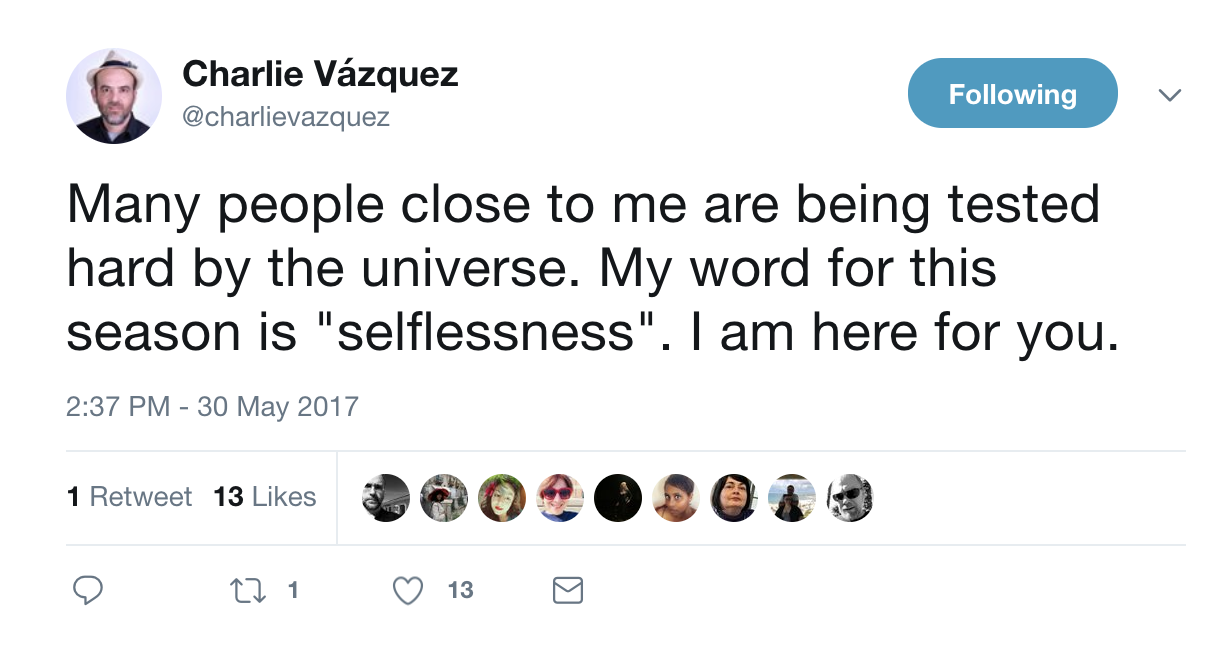 Charlie Vázquez
@charlievazquez
Following
Many people close to me are being tested
hard by the universe. My word for this
season is "selflessness". I am here for you.
2:37 PM - 30 May 2017
1 Retweet 13 Likes
1 13